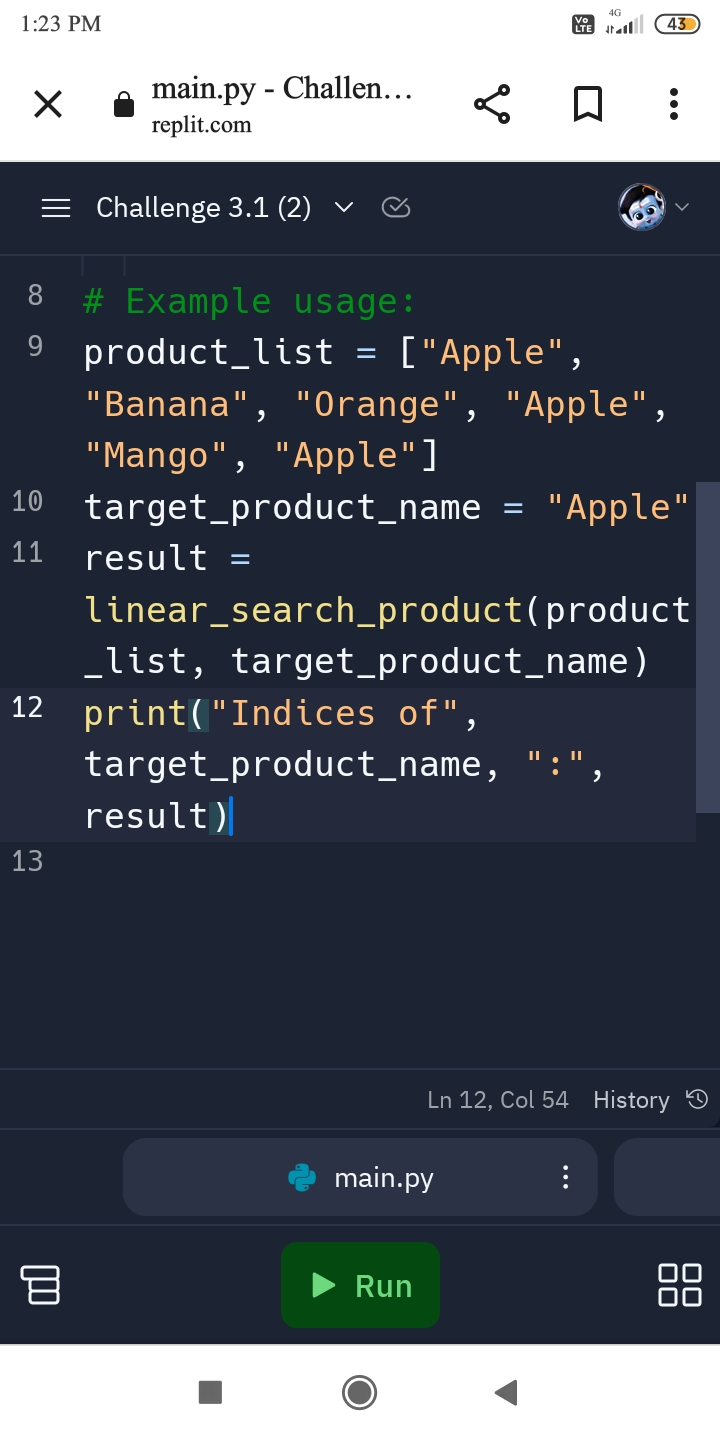 1:23 PM
Vo LTE
4G
43
main.py - Challen...
replit.com
Challenge 3.1 (2)
8 # Example usage:
9 product_list = ["Apple",
"Banana", "Orange", "Apple",
"Mango", "Apple"]
10 target_product_name = "Apple"
11 result =
linear_search_product(product
_list, target_product_name)
12 print("Indices of",
target_product_name, ":",
result)
13
Ln 12, Col 54 History
main.py
Run